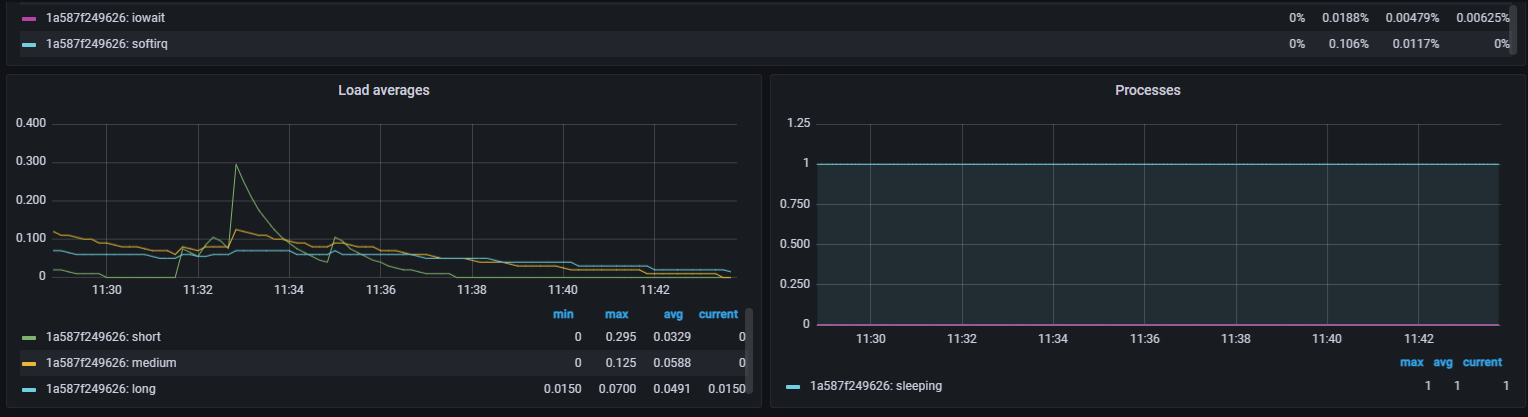 1a587f249626: iowait 0% 0.0188% 0.00479% 0.00625%
1a587f249626: softirq 0% 0.106% 0.0117% 0%
Load averages
0.400
0.300
0.200
0.100
0
11:30 11:32 11:34 11:36 11:38 11:40 11:42
min max avg current
1a587f249626: short 0 0.295 0.0329 0
1a587f249626: medium 0 0.125 0.0588 0
1a587f249626: long 0.0150 0.0700 0.0491 0.0150
Processes
1.25
1
0.750
0.500
0.250
0
11:30 11:32 11:34 11:36 11:38 11:40 11:42
max avg current
1a587f249626: sleeping 1 1 1